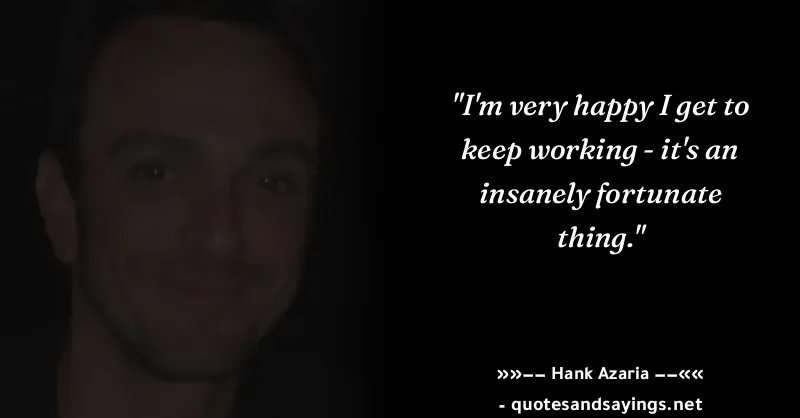 "I'm very happy I get to
keep working - it's an
insanely fortunate
thing."
»»—— Hank Azaria ——««
- quotesandsayings.net